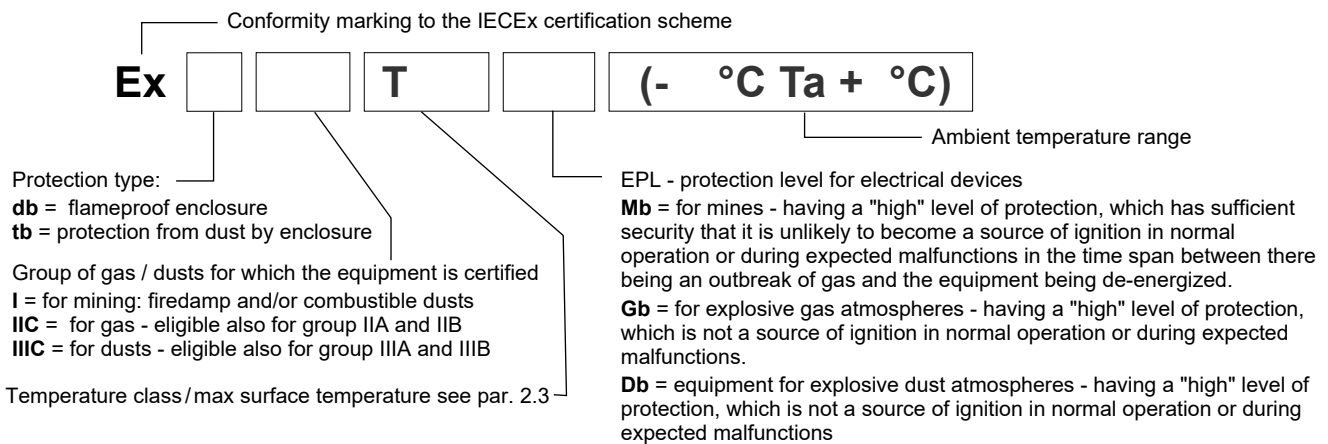 Conformity marking to the IECEx certification scheme
Ex T (- °C Ta + °C)
Ambient temperature range
Protection type:
db = flameproof enclosure
tb = protection from dust by enclosure
Group of gas / dusts for which the equipment is certified
I = for mining: firedamp and/or combustible dusts
IIC = for gas - eligible also for group IIA and IIB
IIIC = for dusts - eligible also for group IIIA and IIIB
Temperature class/max surface temperature see par. 2.3
EPL - protection level for electrical devices
Mb = for mines - having a "high" level of protection, which has sufficient
security that it is unlikely to become a source of ignition in normal
operation or during expected malfunctions in the time span between there
being an outbreak of gas and the equipment being de-energized.
Gb = for explosive gas atmospheres - having a "high" level of protection,
which is not a source of ignition in normal operation or during expected
malfunctions.
Db = equipment for explosive dust atmospheres - having a "high" level of
protection, which is not a source of ignition in normal operation or during
expected malfunctions